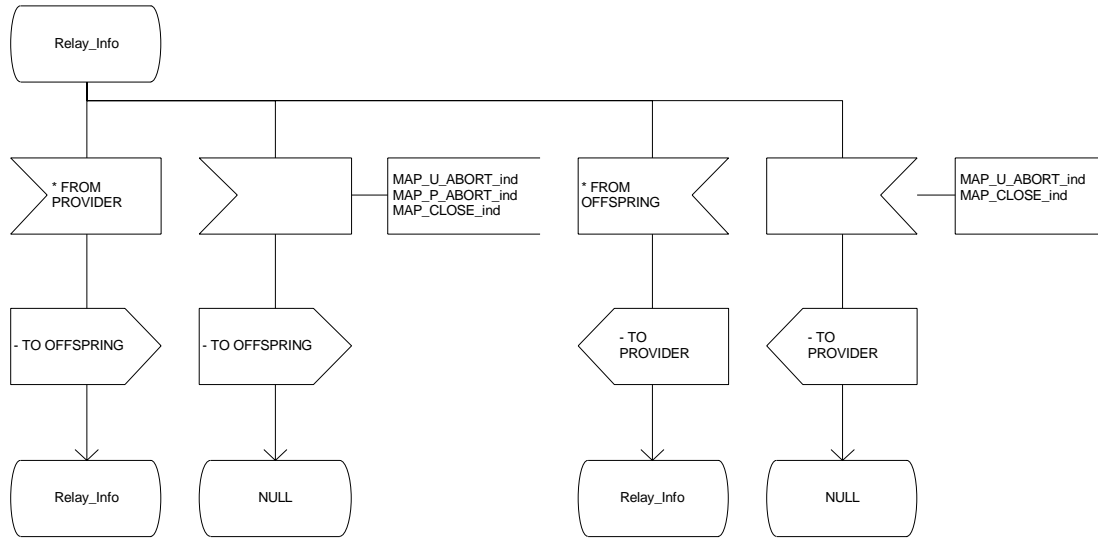 Relay_Info
* FROM
PROVIDER
MAP_U_ABORT_ind
MAP_P_ABORT_ind
MAP_CLOSE_ind
* FROM
OFFSPRING
MAP_U_ABORT_ind
MAP_CLOSE_ind
- TO OFFSPRING
- TO OFFSPRING
- TO
PROVIDER
- TO
PROVIDER
Relay_Info
NULL
Relay_Info
NULL